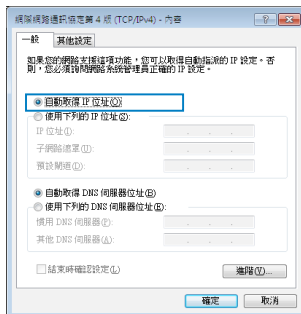 網際網路通訊協定第 4 版 (TCP/IPv4) - 內容
一般
其他設定
如果您的網路支援這項功能，您可以取得自動指派的 IP 設定。否
則，您必須詢問網路系統管理員正確的 IP 設定。
自動取得 IP 位址(O)
使用下列的 IP 位址(S):
IP 位址(I):
子網路遮罩(U):
預設閘道(D):
自動取得 DNS 伺服器位址(B)
使用下列的 DNS 伺服器位址(E):
慣用 DNS 伺服器(P):
其他 DNS 伺服器(A):
結束時確認設定(L)
進階(V)...
確定
取消